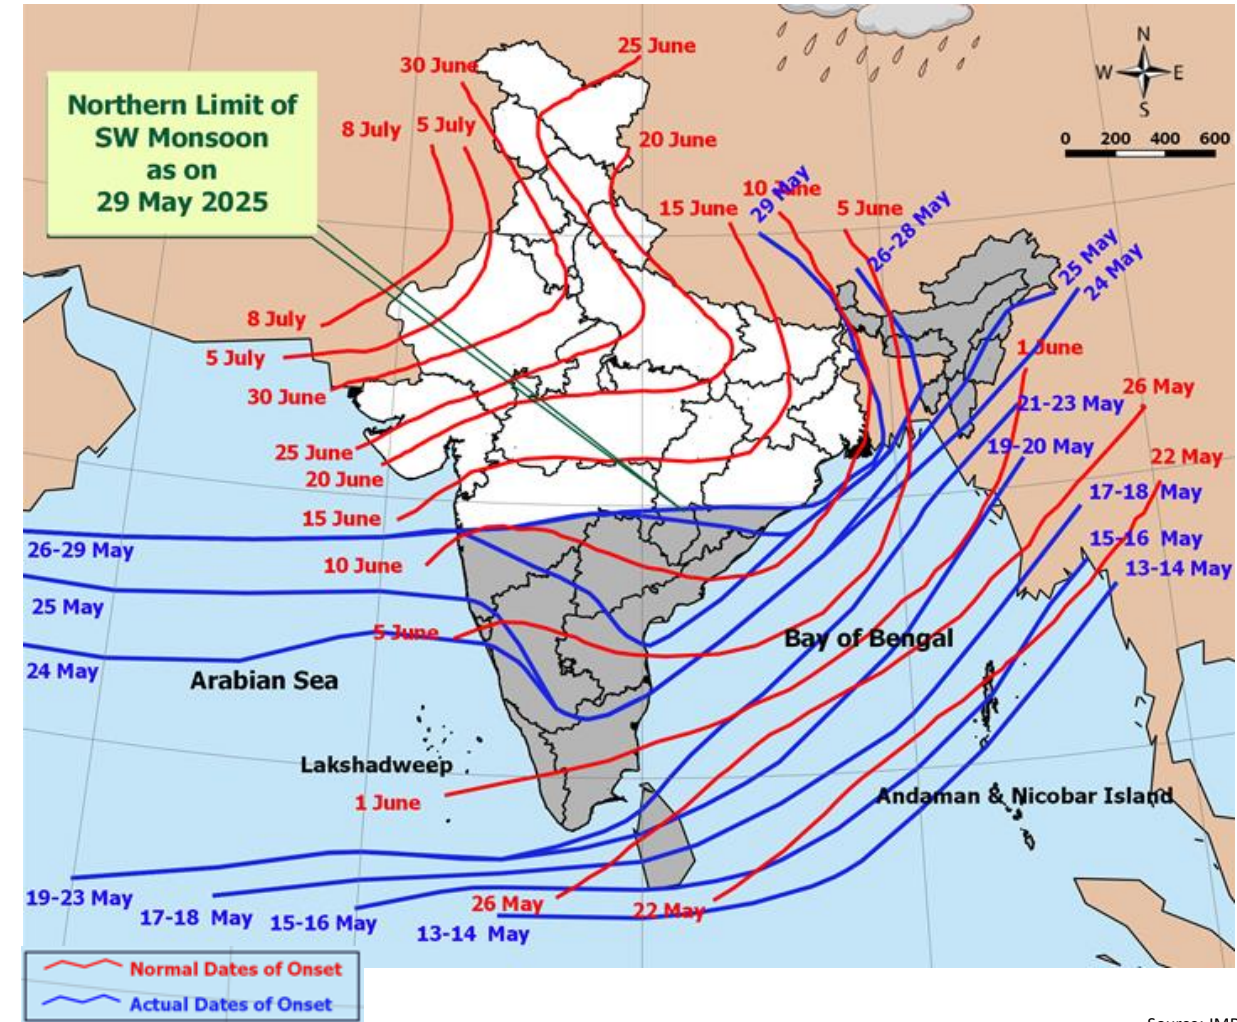 25 June
30 June
N
Northern Limit of
SW Monsoon
as on
29 May 2025
W
E
S
8 July
5 July
20 June
0 200 400 600
15 June
29 May
10 June
5 June
26-28 May
25 May
24 May
8 July
5 July
1 June
30 June
26 May
21-23 May
25 June
19-20 May
22 May
20 June
17-18 May
15 June
15-16 May
26-29 May
10 June
13-14 May
25 May
5 June
Bay of Bengal
24 May
Arabian Sea
Lakshadweep
1 June
Andaman & Nicobar Island
19-23 May
17-18 May
15-16 May
26 May
22 May
13-14 May
Normal Dates of Onset
Actual Dates of Onset